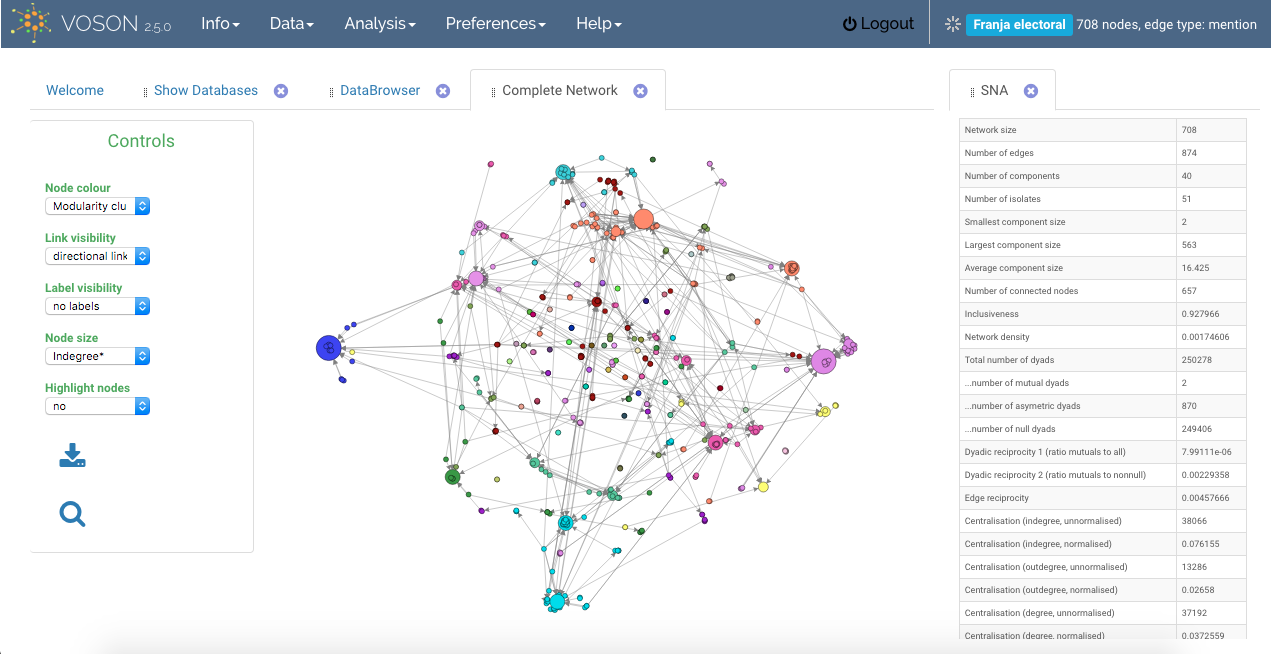 VOSON 2.5.0 Info Data Analysis Preferences Help Logout Franja electoral 708 nodes, edge type: mention
Welcome Show Databases DataBrowser Complete Network SNA
Controls
Node colour
Modularity clu
Link visibility
directional link
Label visibility
no labels
Node size
Indegree*
Highlight nodes
no
Network size 708
Number of edges 874
Number of components 40
Number of isolates 51
Smallest component size 2
Largest component size 563
Average component size 16.425
Number of connected nodes 657
Inclusiveness 0.927966
Network density 0.00174606
Total number of dyads 250278
...number of mutual dyads 2
...number of asymetric dyads 870
...number of null dyads 249406
Dyadic reciprocity 1 (ratio mutuals to all) 7.99111e-06
Dyadic reciprocity 2 (ratio mutuals to nonnull) 0.00229358
Edge reciprocity 0.00457666
Centralisation (indegree, unnormalised) 38066
Centralisation (indegree, normalised) 0.076155
Centralisation (outdegree, unnormalised) 13286
Centralisation (outdegree, normalised) 0.02658
Centralisation (degree, unnormalised) 37192
Centralisation (degree, normalised) 0.0372559